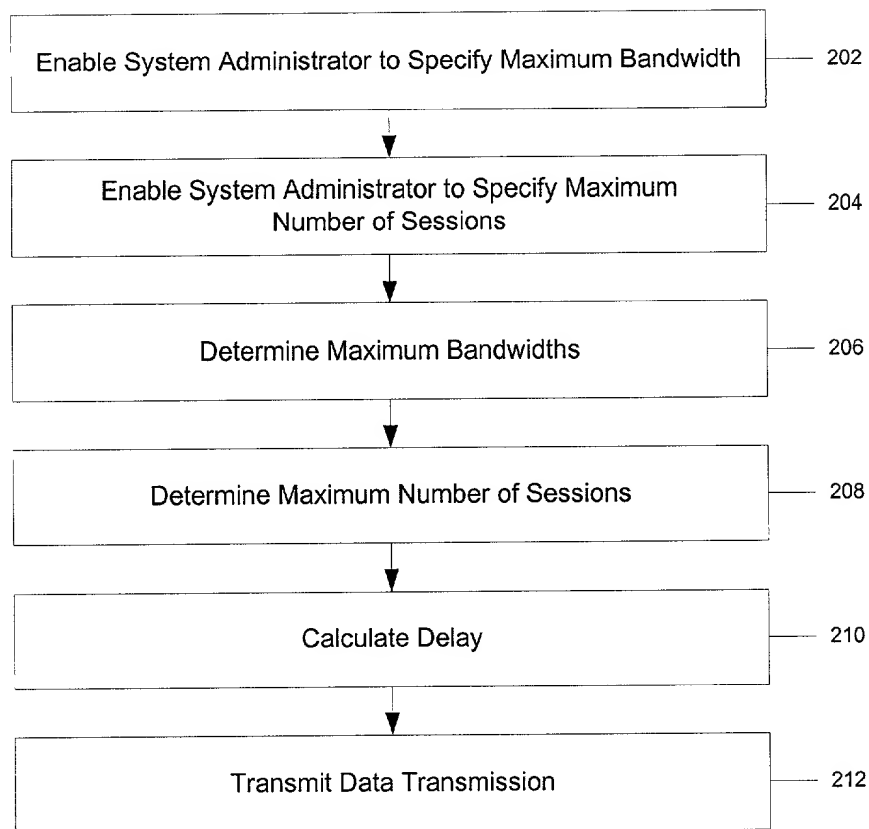 Enable System Administrator to Specify Maximum Bandwidth
202
Enable System Administrator to Specify Maximum
Number of Sessions
204
Determine Maximum Bandwidths
206
Determine Maximum Number of Sessions
208
Calculate Delay
210
Transmit Data Transmission
212